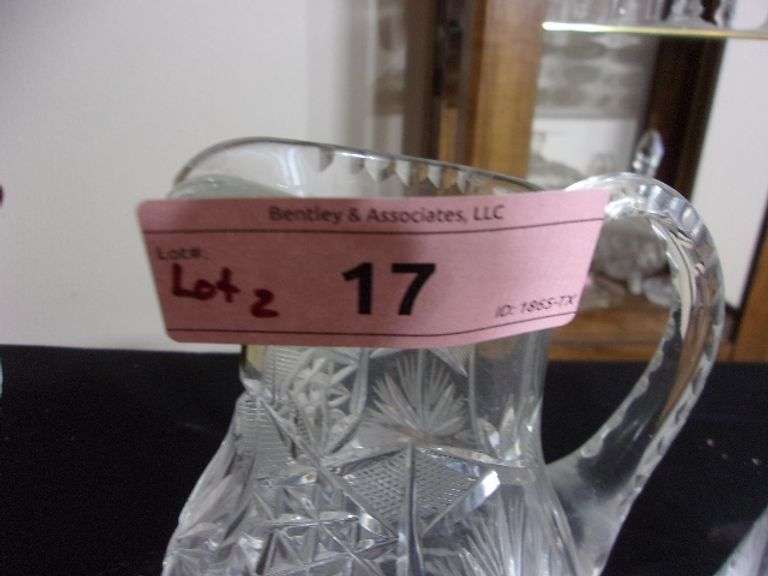 Bentley & Associates, LLC
Lot#:
Lot 2
17
ID: 1865-TX